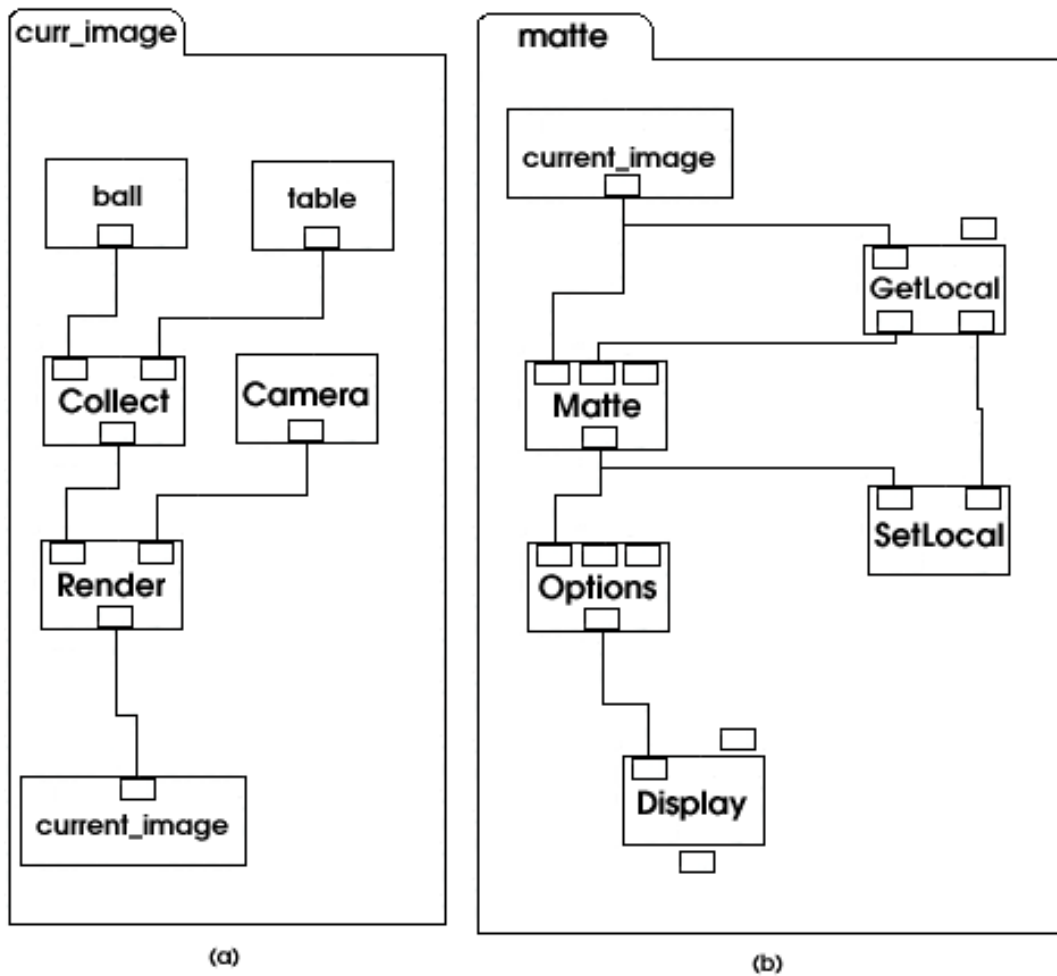 curr_image
ball
table
Collect
Camera
Render
current_image
(a)
matte
current_image
GetLocal
Matte
SetLocal
Options
Display
(b)